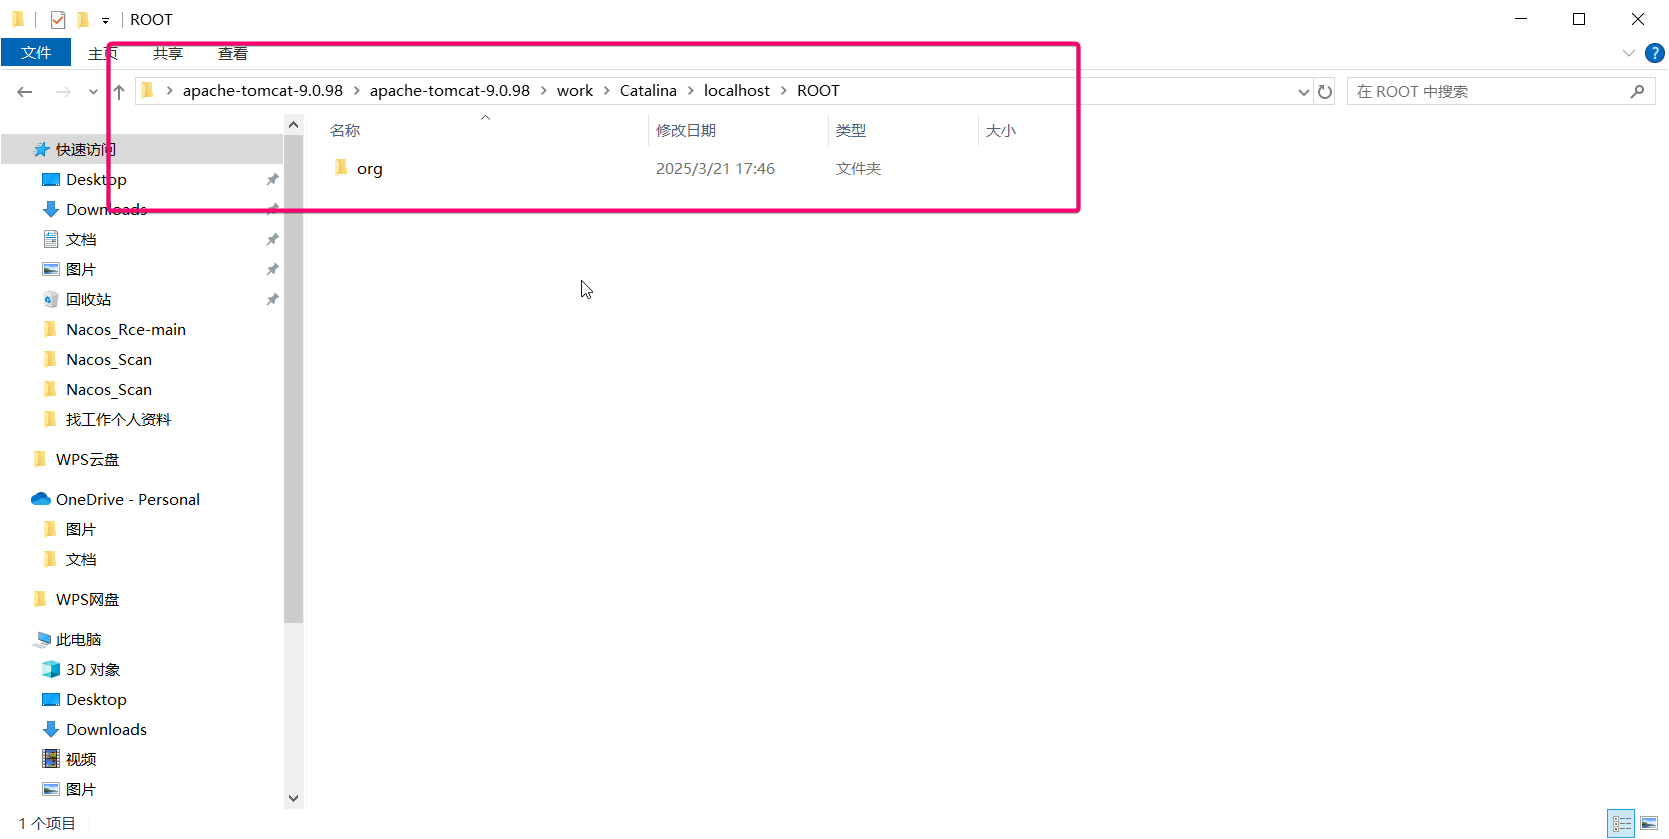 ROOT
文件 主页 共享 查看
apache-tomcat-9.0.98 > apache-tomcat-9.0.98 > work > Catalina > localhost > ROOT
在 ROOT 中搜索
名称 修改日期 类型 大小
org 2025/3/21 17:46 文件夹
快速访问
Desktop
Downloads
文档
图片
回收站
Nacos_Rce-main
Nacos_Scan
Nacos_Scan
找工作个人资料
WPS云盘
OneDrive - Personal
图片
文档
WPS网盘
此电脑
3D 对象
Desktop
Downloads
视频
图片
1 个项目